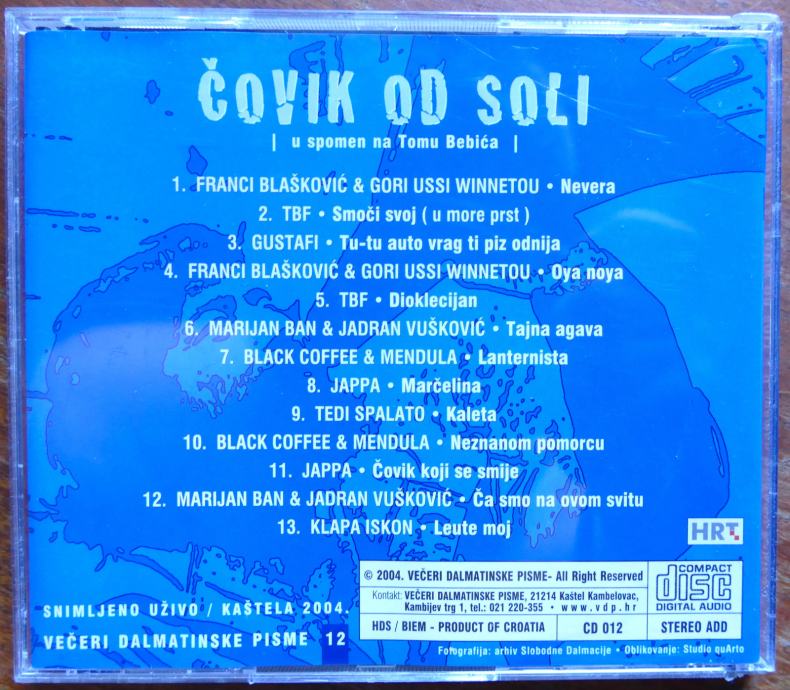 ČOVIK OD SOLI
| u spomen na Tomu Bebića |
1. FRANCI BLAŠKOVIĆ & GORI USSI WINNETOU • Nevera
2. TBF • Smoči svoj ( u more prst )
3. GUSTAFI • Tu-tu auto vrag ti piz odnija
4. FRANCI BLAŠKOVIĆ & GORI USSI WINNETOU • Oya noya
5. TBF • Dioklecijan
6. MARIJAN BAN & JADRAN VUŠKOVIĆ • Tajna agava
7. BLACK COFFEE & MENDULA • Lanternista
8. JAPPA • Marčelina
9. TEDI SPALATO • Kaleta
10. BLACK COFFEE & MENDULA • Neznanom pomorcu
11. JAPPA • Čovik koji se smije
12. MARIJAN BAN & JADRAN VUŠKOVIĆ • Ča smo na ovom svitu
13. KLAPA ISKON • Leute moj
HRT
SNIMLJENO UŽIVO / KAŠTELA 2004.
VEČERI DALMATINSKE PISME 12
© 2004. VEČERI DALMATINSKE PISME- All Right Reserved
Kontakt: VEČERI DALMATINSKE PISME, 21214 Kaštel Kambelovac,
Kambijev trg 1, tel.: 021 220-355 • www.vdp.hr
HDS / BIEM - PRODUCT OF CROATIA
CD 012
COMPACT
disc
DIGITAL AUDIO
STEREO ADD
Fotografija: arhiv Slobodne Dalmacije • Oblikovanje: Studio quArto